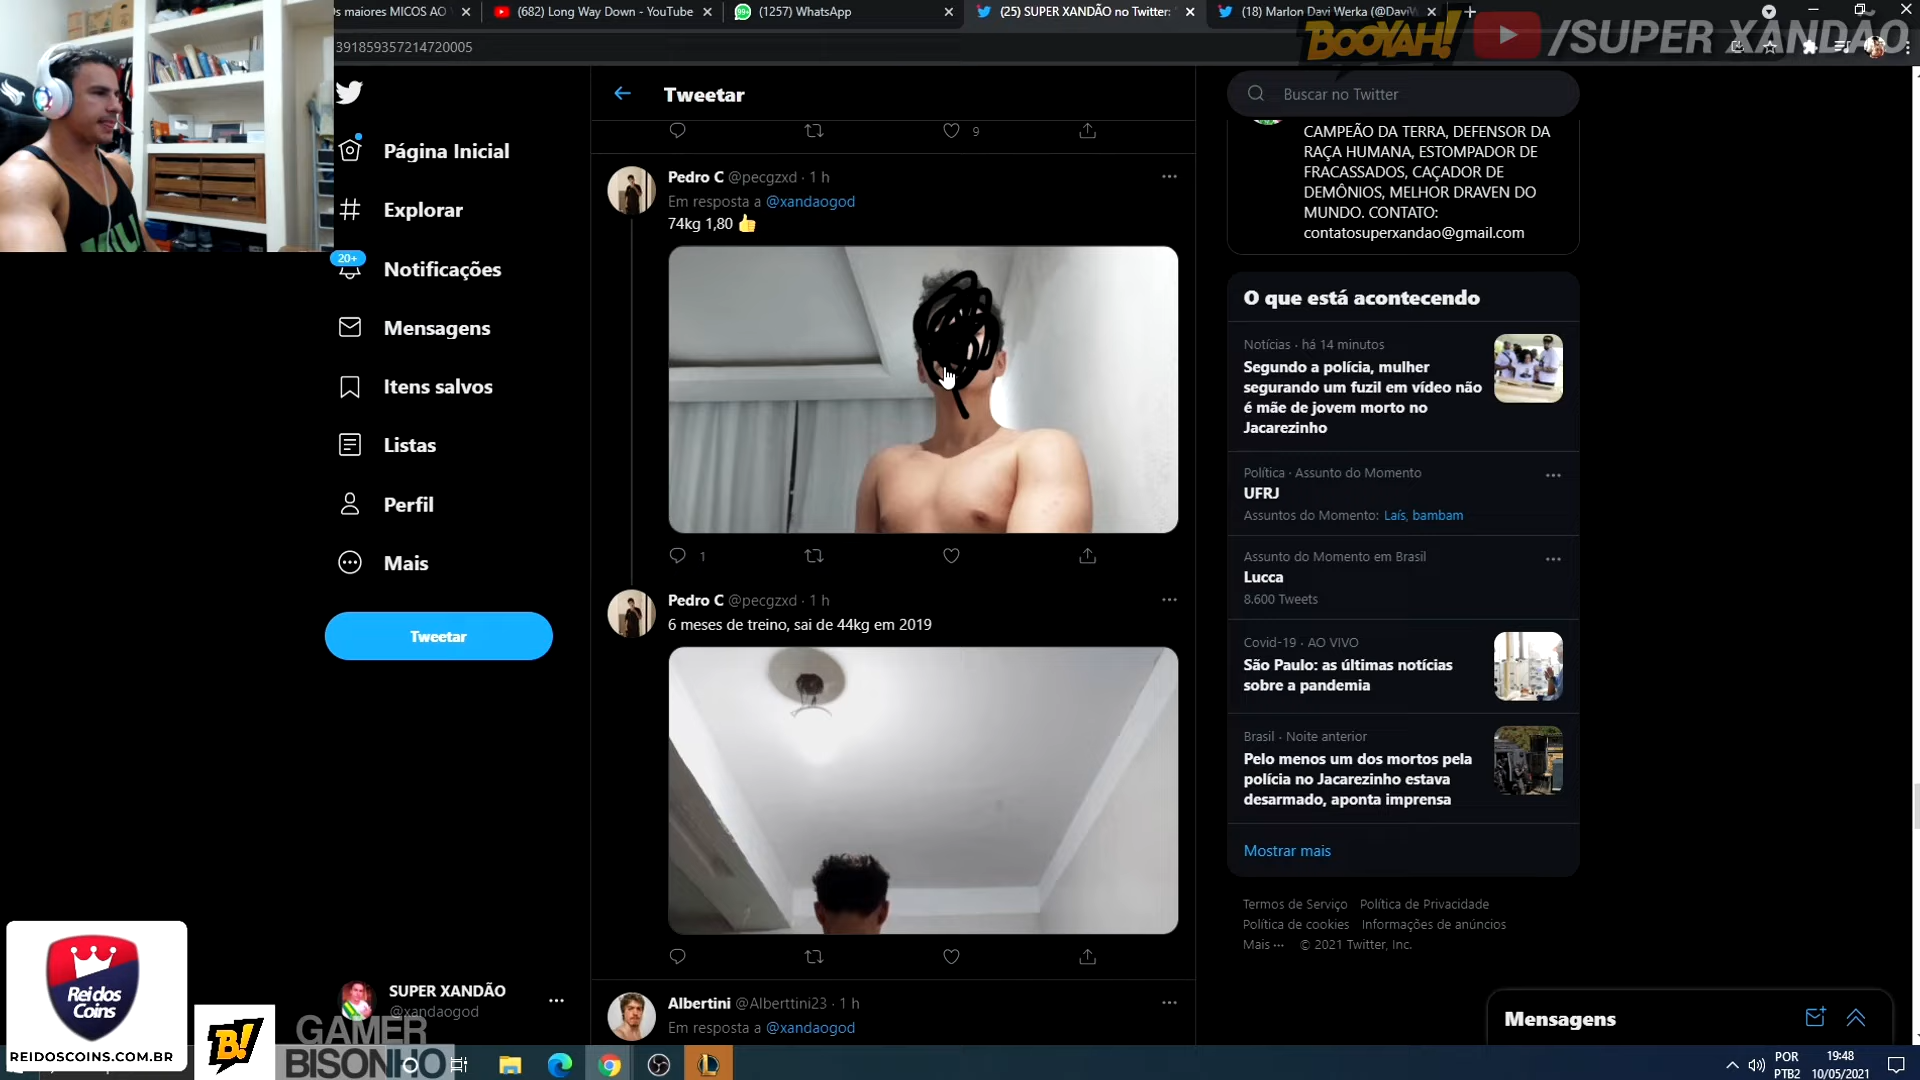 s maiores MICOS AO V
(682) Long Way Down - YouTube
(1257) WhatsApp
(25) SUPER XANDÃO no Twitter:
(18) Marlon Davi Werka (@DaviW
BOOYAH! /SUPER XANDÃO
391859357214720005
Página Inicial
Explorar
20+
Notificações
Mensagens
Itens salvos
Listas
Perfil
Mais
Tweetar
SUPER XANDÃO
@xandaogod
Tweetar
9
Pedro C @pecgzxd · 1 h
Em resposta a @xandaogod
74kg 1,80 👍
1
Pedro C @pecgzxd · 1 h
6 meses de treino, sai de 44kg em 2019
Albertini @Alberttini23 · 1 h
Em resposta a @xandaogod
Buscar no Twitter
CAMPEÃO DA TERRA, DEFENSOR DA
RAÇA HUMANA, ESTOMPADOR DE
FRACASSADOS, CAÇADOR DE
DEMÔNIOS, MELHOR DRAVEN DO
MUNDO. CONTATO:
contatosuperxandao@gmail.com
O que está acontecendo
Notícias · há 14 minutos
Segundo a polícia, mulher
segurando um fuzil em vídeo não
é mãe de jovem morto no
Jacarezinho
Política · Assunto do Momento
UFRJ
Assuntos do Momento: Laís, bambam
Assunto do Momento em Brasil
Lucca
8.600 Tweets
Covid-19 · AO VIVO
São Paulo: as últimas notícias
sobre a pandemia
Brasil · Noite anterior
Pelo menos um dos mortos pela
polícia no Jacarezinho estava
desarmado, aponta imprensa
Mostrar mais
Termos de Serviço Política de Privacidade
Política de cookies Informações de anúncios
Mais ··· © 2021 Twitter, Inc.
Mensagens
Rei dos
Coins
REIDOSCOINS.COM.BR
B!
GAMER
BISONHO
99+
POR
PTB2
19:48
10/05/2021